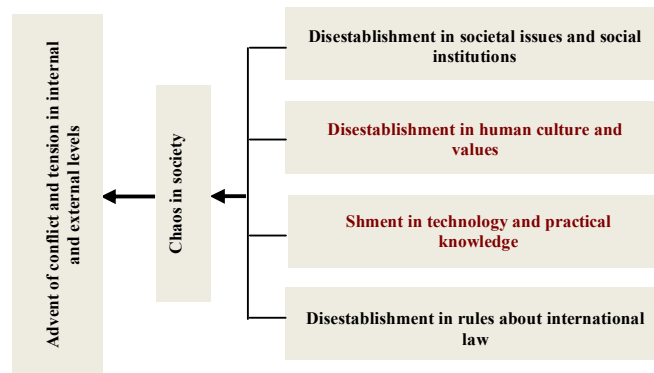 Advent of conflict and tension in internal
and external levels
Chaos in society
Disestablishment in societal issues and social
institutions
Disestablishment in human culture and
values
Shment in technology and practical
knowledge
Disestablishment in rules about international
law